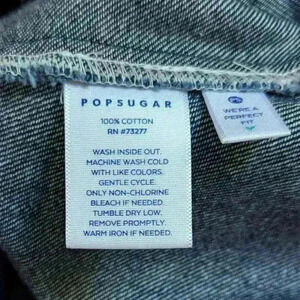 POPSUGAR
100% COTTON
RN #73277
WASH INSIDE OUT.
MACHINE WASH COLD
WITH LIKE COLORS.
GENTLE CYCLE.
ONLY NON-CHLORINE
BLEACH IF NEEDED.
TUMBLE DRY LOW.
REMOVE PROMPTLY.
WARM IRON IF NEEDED.
WE'RE A
PERFECT
FIT